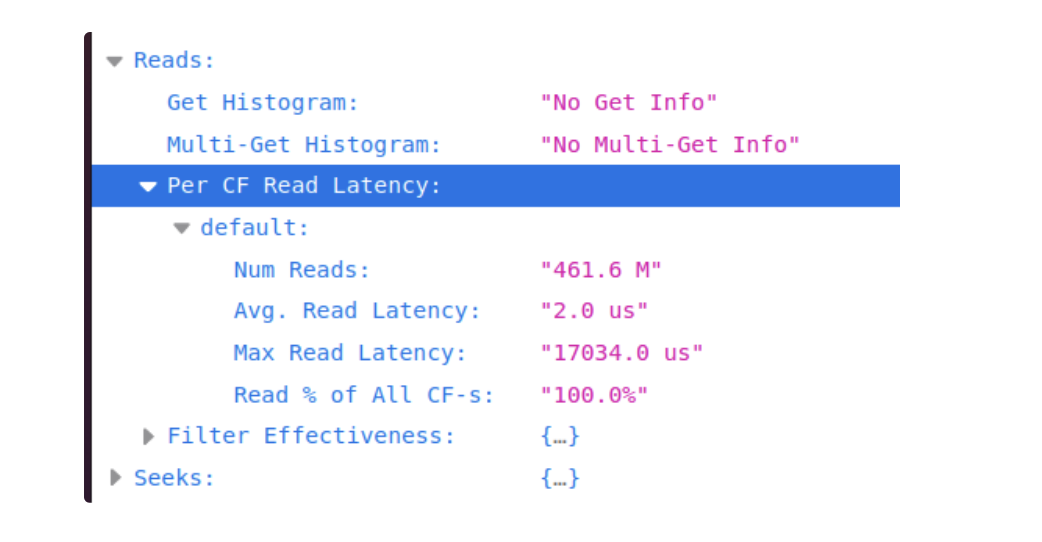 Reads:
Get Histogram: "No Get Info"
Multi-Get Histogram: "No Multi-Get Info"
Per CF Read Latency:
default:
Num Reads: "461.6 M"
Avg. Read Latency: "2.0 us"
Max Read Latency: "17034.0 us"
Read % of All CF-s: "100.0%"
Filter Effectiveness: {…}
Seeks: {…}